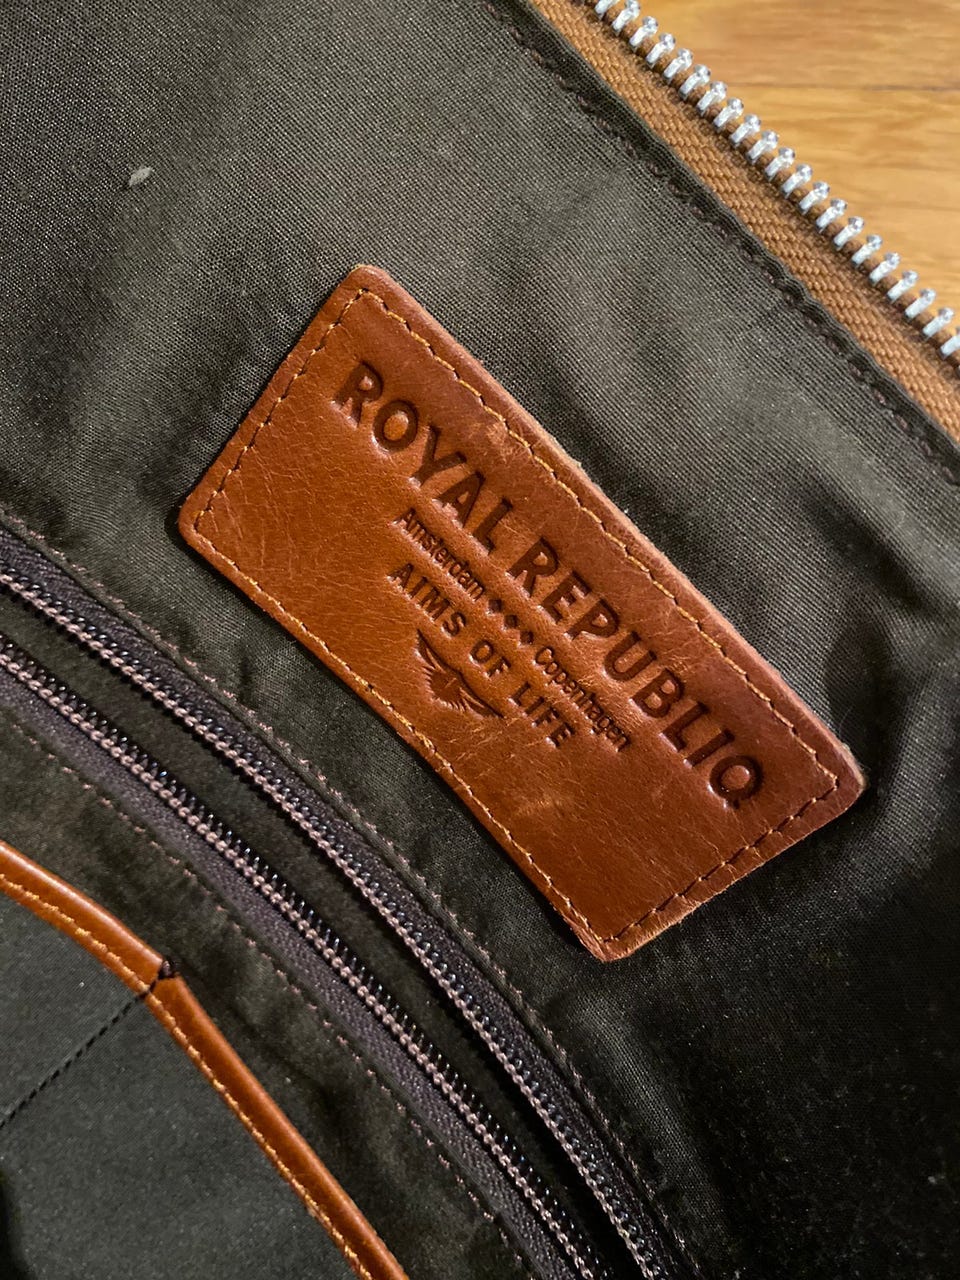 ROYAL REPUBLIQ
Amsterdam ◆◆◆ Copenhagen
AIMS OF LIFE